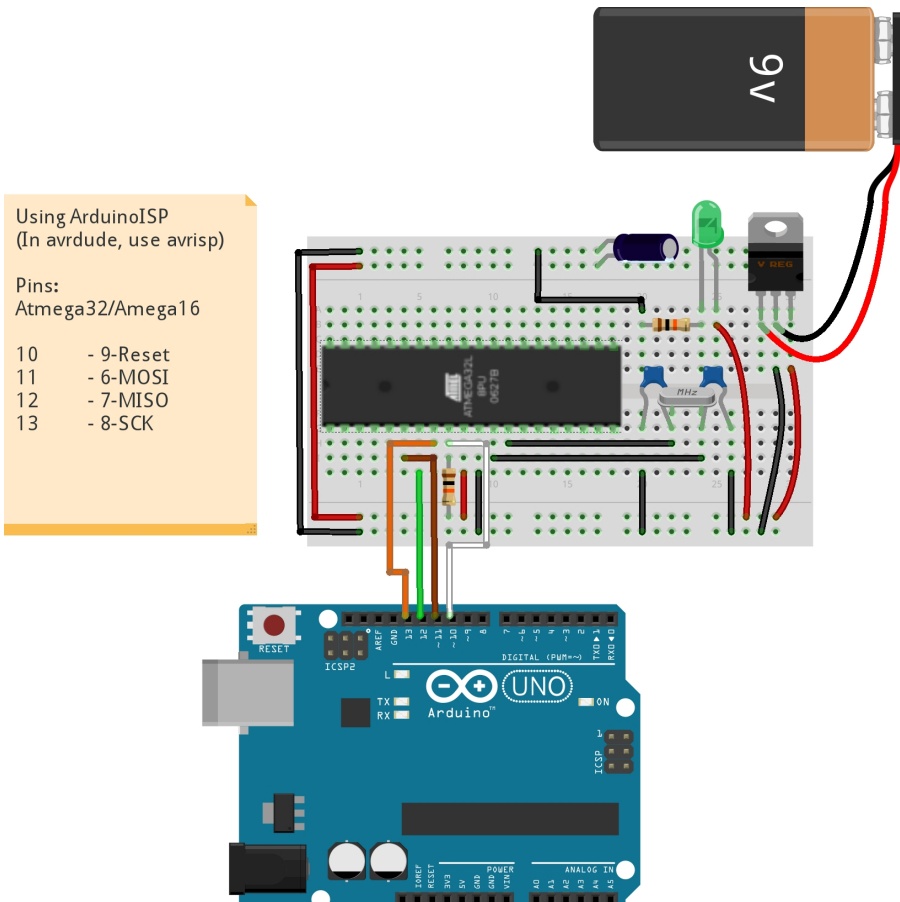 9v
Using ArduinoISP
(In avrdude, use avrisp)
Pins:
Atmega32/Amega16
10 - 9-Reset
11 - 6-MOSI
12 - 7-MISO
13 - 8-SCK
V REG
1 5 10 15 25
ATMEL
ATMEGA32L
8PU
0627B
MHz
1 10 15 25
RESET
ICSP2
AREF
GND
13
12
~11
~10
~9
8
7
~6
~5
4
~3
2
TXD▶1
RXD◀0
DIGITAL (PWM=~)
L
TX
RX
Arduino™
UNO
ON
1
ICSP
IOREF
RESET
3V3
5V
GND
GND
VIN
POWER
ANALOG IN
A0
A1
A2
A3
A4
A5